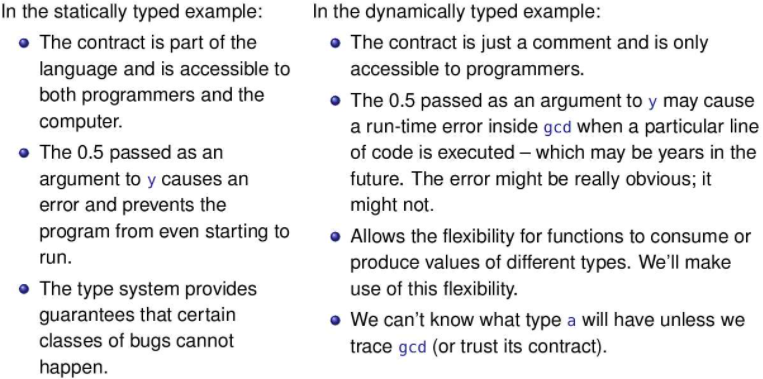 In the statically typed example:
The contract is part of the
language and is accessible to
both programmers and the
computer.
The 0.5 passed as an
argument to y causes an
error and prevents the
program from even starting to
run.
The type system provides
guarantees that certain
classes of bugs cannot
happen.
In the dynamically typed example:
The contract is just a comment and is only
accessible to programmers.
The 0.5 passed as an argument to y may cause
a run-time error inside gcd when a particular line
of code is executed – which may be years in the
future. The error might be really obvious; it
might not.
Allows the flexibility for functions to consume or
produce values of different types. We'll make
use of this flexibility.
We can't know what type a will have unless we
trace gcd (or trust its contract).